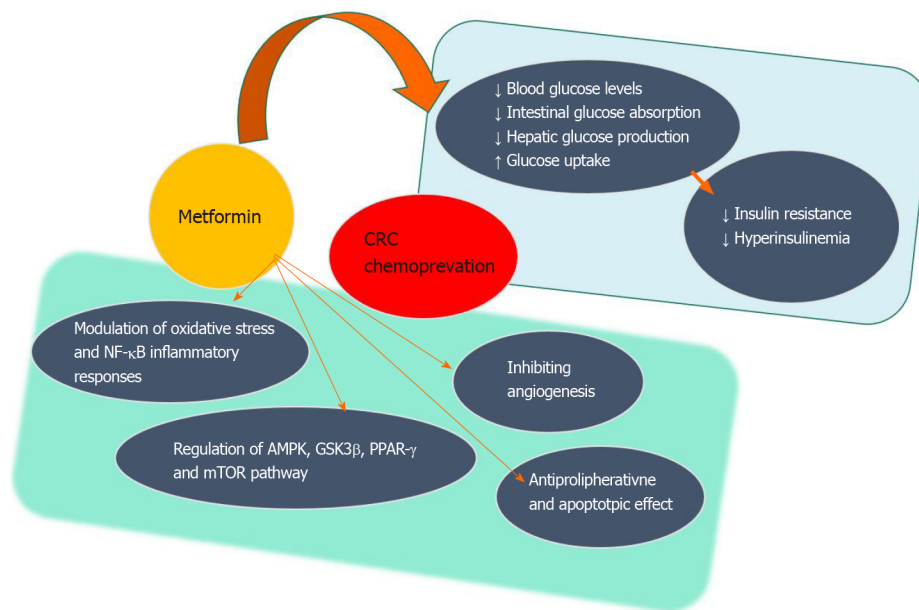 ↓ Blood glucose levels
↓ Intestinal glucose absorption
↓ Hepatic glucose production
↑ Glucose uptake
Metformin
↓ Insulin resistance
↓ Hyperinsulinemia
CRC
chemoprevation
Modulation of oxidative stress
and NF-κB inflammatory
responses
Inhibiting
angiogenesis
Regulation of AMPK, GSK3β, PPAR-γ
and mTOR pathway
Antiprolipherativne
and apoptotpic effect